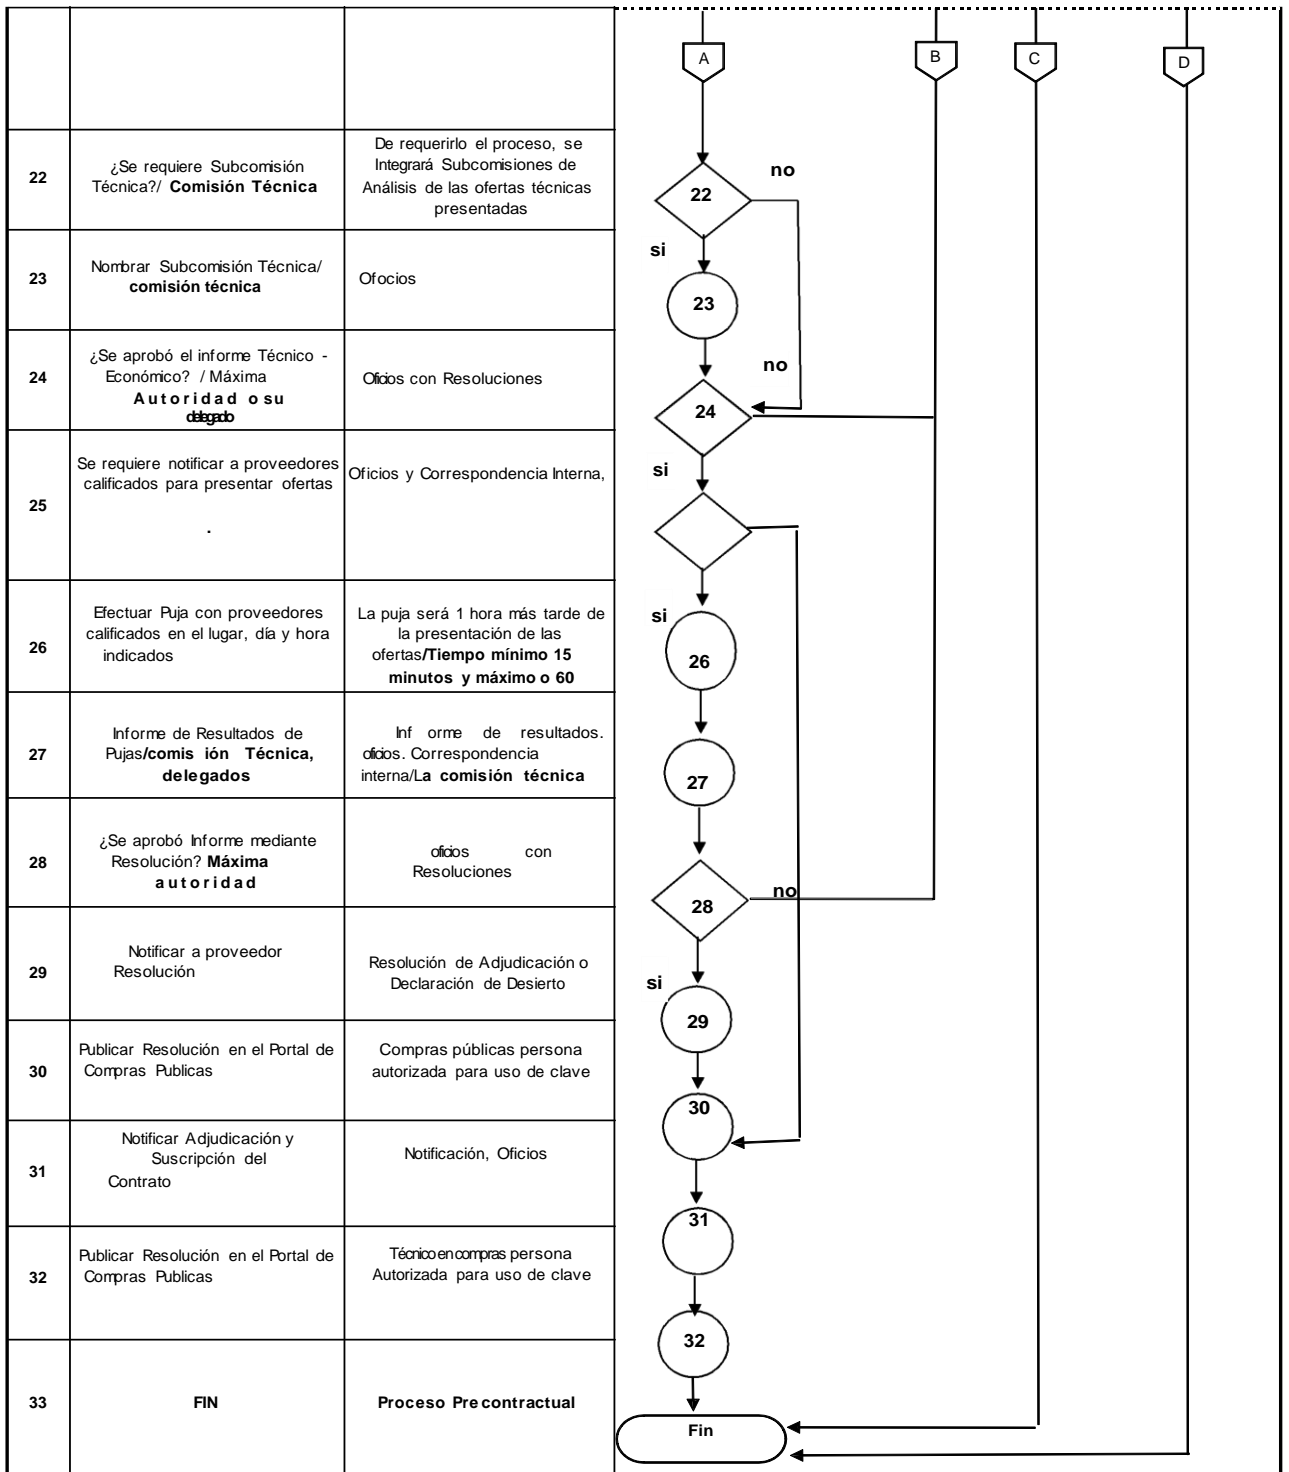 A
B
C
D
22
¿Se requiere Subcomisión
Técnica?/ Comisión Técnica
De requerirlo el proceso, se
Integrará Subcomisiones de
Análisis de las ofertas técnicas
presentadas
no
22
si
23
Nombrar Subcomisión Técnica/
comisión técnica
Ofocios
23
24
¿Se aprobó el informe Técnico -
Económico? / Máxima
Autoridad o su
delegado
Oficios con Resoluciones
no
24
25
Se requiere notificar a proveedores
calificados para presentar ofertas
.
Oficios y Correspondencia Interna,
si
26
Efectuar Puja con proveedores
calificados en el lugar, día y hora
indicados
La puja será 1 hora más tarde de
la presentación de las
ofertas/Tiempo mínimo 15
minutos y máximo o 60
si
26
27
Informe de Resultados de
Pujas/comis ión Técnica,
delegados
Inf orme de resultados.
oficios. Correspondencia
interna/La comisión técnica
27
28
¿Se aprobó Informe mediante
Resolución? Máxima
autoridad
oficios con
Resoluciones
no
28
29
Notificar a proveedor
Resolución
Resolución de Adjudicación o
Declaración de Desierto
si
29
30
Publicar Resolución en el Portal de
Compras Publicas
Compras públicas persona
autorizada para uso de clave
30
31
Notificar Adjudicación y
Suscripción del
Contrato
Notificación, Oficios
31
32
Publicar Resolución en el Portal de
Compras Publicas
Técnico en compras persona
Autorizada para uso de clave
32
33
FIN
Proceso Pre contractual
Fin